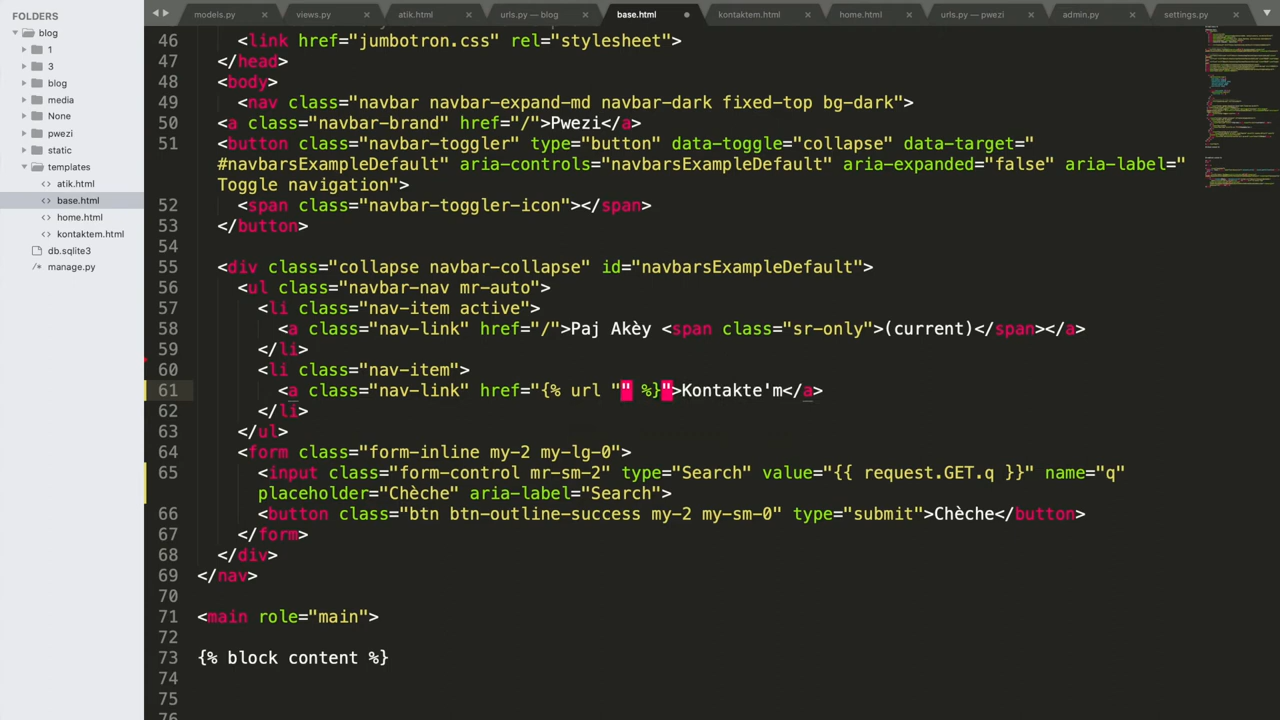 FOLDERS
blog
1
3
blog
media
None
pwezi
static
templates
<> atik.html
<> base.html
<> home.html
<> kontaktem.html
db.sqlite3
/* manage.py
models.py × views.py × atik.html × urls.py — blog × base.html kontaktem.html × home.html × urls.py — pwezi × admin.py × settings.py ×
46 <link href="jumbotron.css" rel="stylesheet">
47 </head>
48 <body>
49 <nav class="navbar navbar-expand-md navbar-dark fixed-top bg-dark">
50 <a class="navbar-brand" href="/">Pwezi</a>
51 <button class="navbar-toggler" type="button" data-toggle="collapse" data-target="
#navbarsExampleDefault" aria-controls="navbarsExampleDefault" aria-expanded="false" aria-label="
Toggle navigation">
52 <span class="navbar-toggler-icon"></span>
53 </button>
54
55 <div class="collapse navbar-collapse" id="navbarsExampleDefault">
56 <ul class="navbar-nav mr-auto">
57 <li class="nav-item active">
58 <a class="nav-link" href="/">Paj Akèy <span class="sr-only">(current)</span></a>
59 </li>
60 <li class="nav-item">
61 <a class="nav-link" href="{% url "" %}">Kontakte'm</a>
62 </li>
63 </ul>
64 <form class="form-inline my-2 my-lg-0">
65 <input class="form-control mr-sm-2" type="Search" value="{{ request.GET.q }}" name="q"
placeholder="Chèche" aria-label="Search">
66 <button class="btn btn-outline-success my-2 my-sm-0" type="submit">Chèche</button>
67 </form>
68 </div>
69 </nav>
70
71 <main role="main">
72
73 {% block content %}
74
75